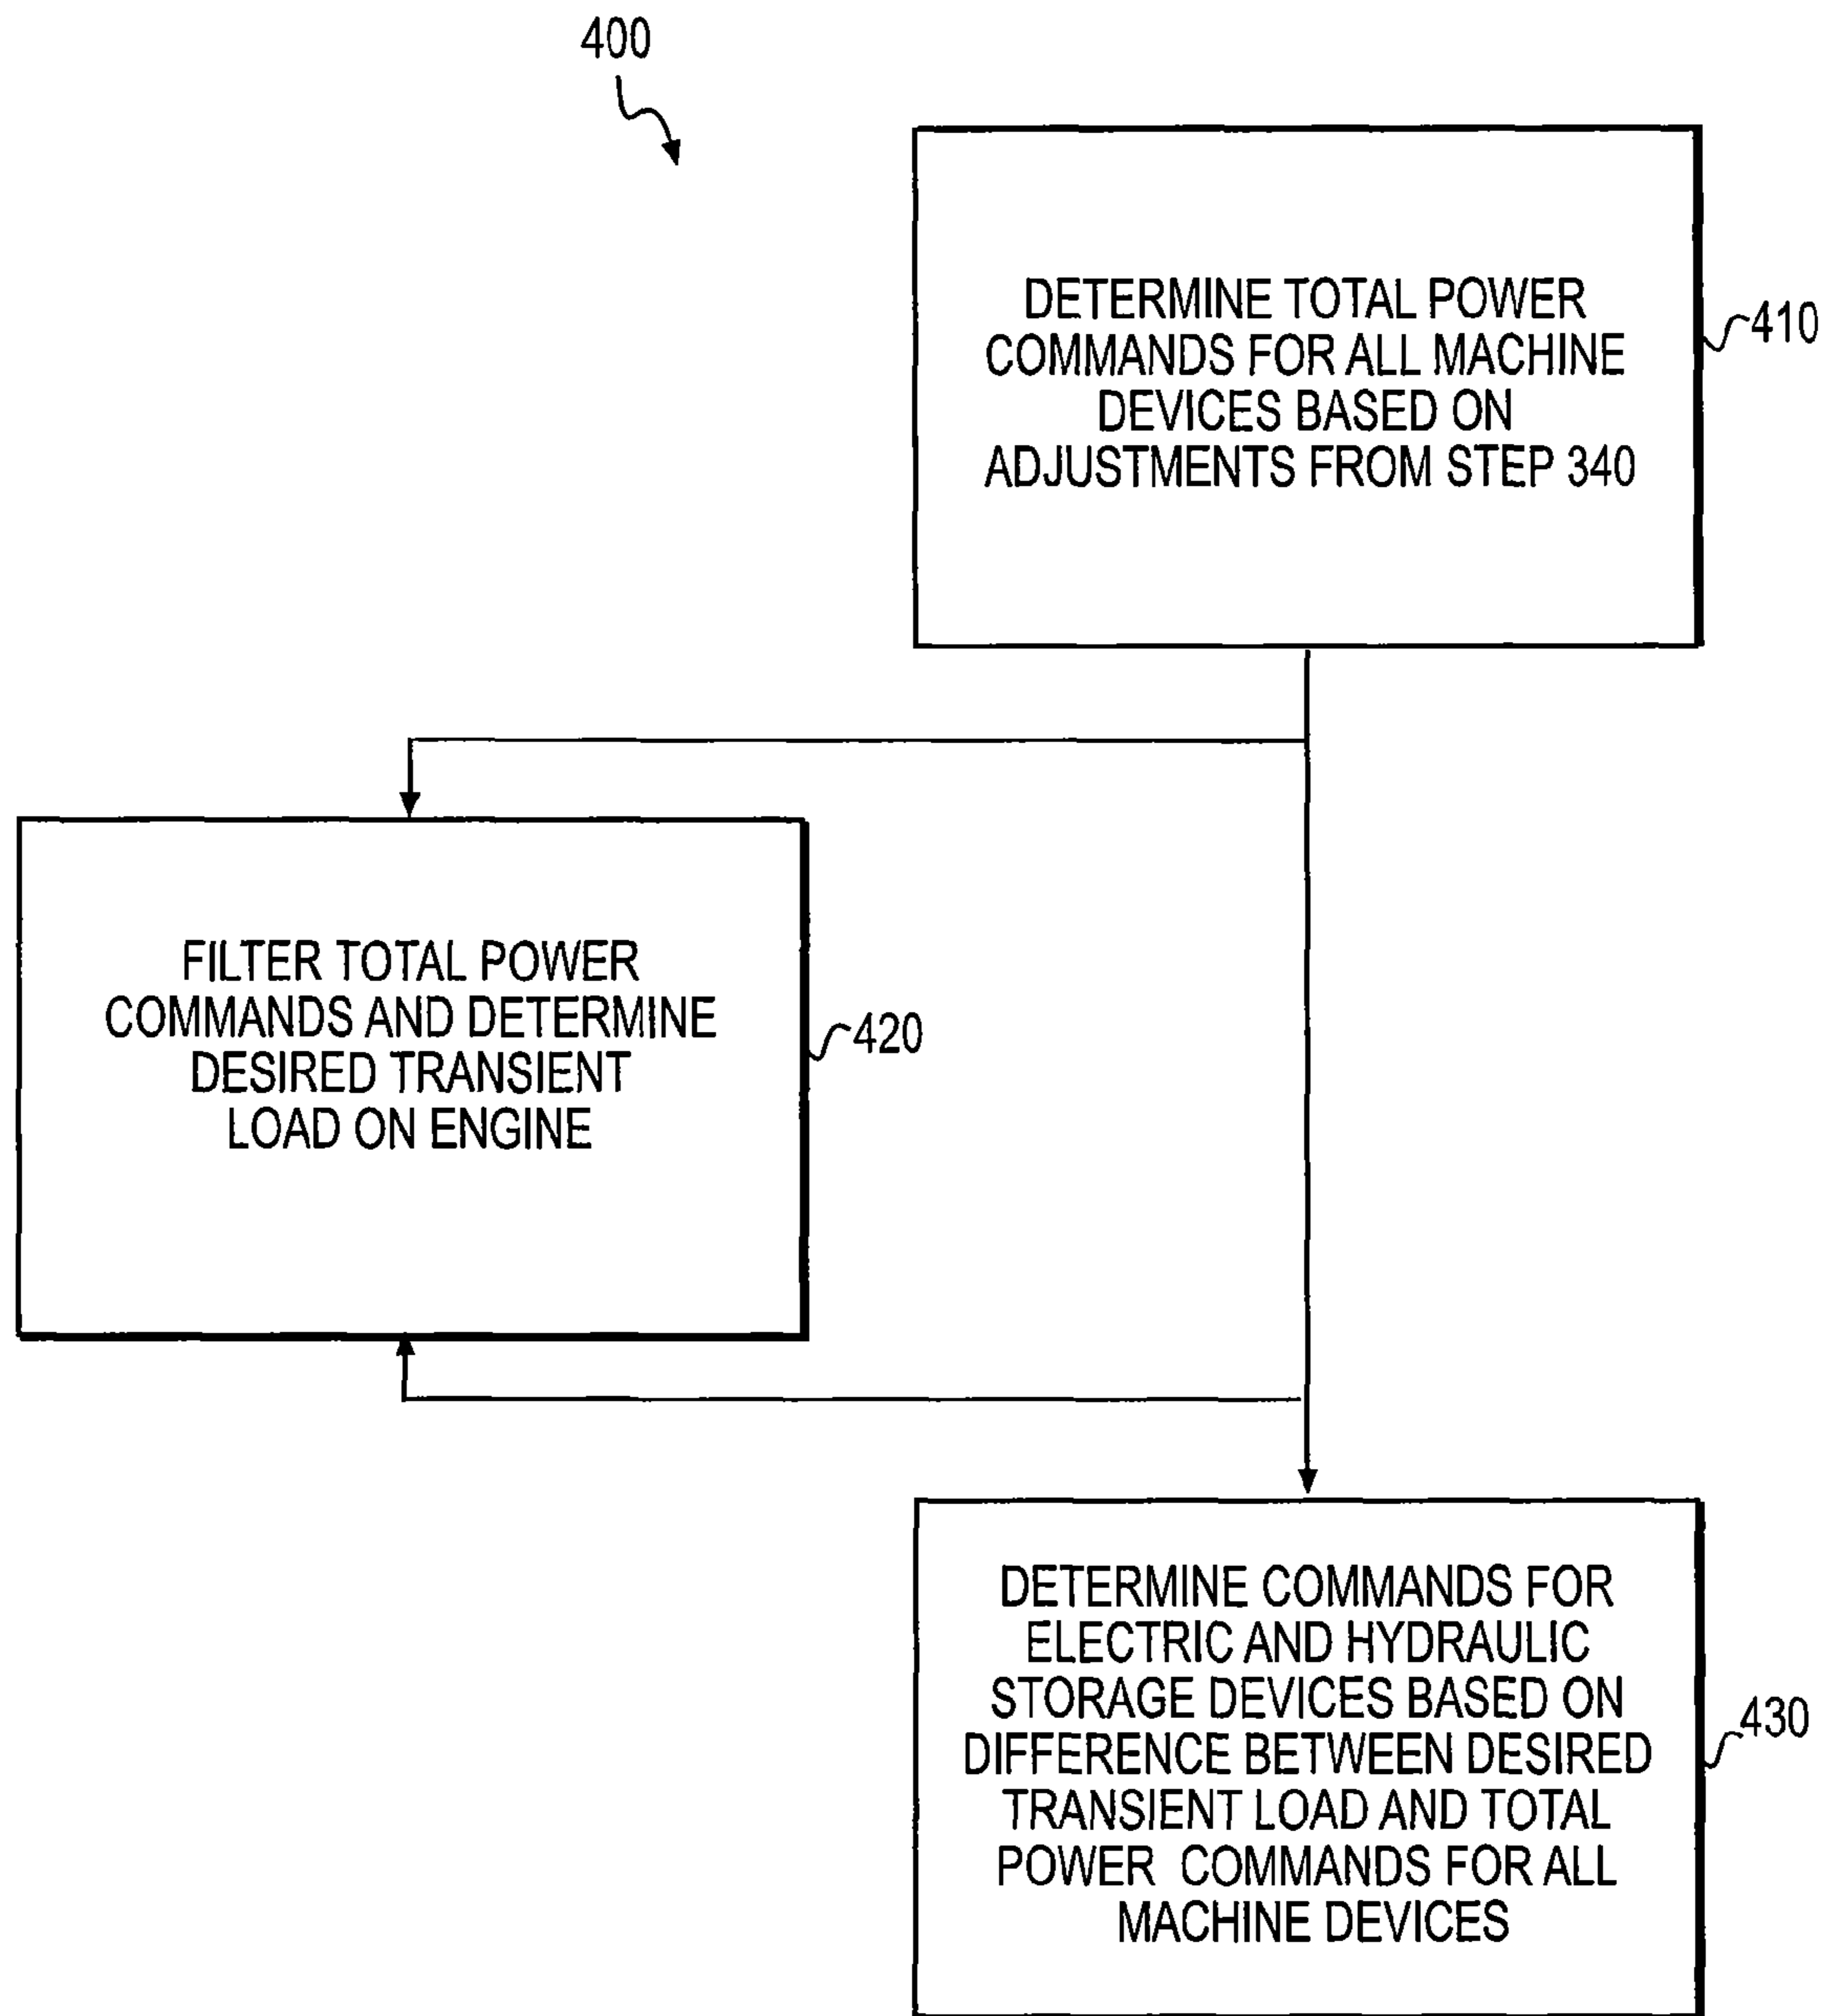 400
DETERMINE TOTAL POWER
COMMANDS FOR ALL MACHINE
DEVICES BASED ON
ADJUSTMENTS FROM STEP 340
410
FILTER TOTAL POWER
COMMANDS AND DETERMINE
DESIRED TRANSIENT
LOAD ON ENGINE
420
DETERMINE COMMANDS FOR
ELECTRIC AND HYDRAULIC
STORAGE DEVICES BASED ON
DIFFERENCE BETWEEN DESIRED
TRANSIENT LOAD AND TOTAL
POWER COMMANDS FOR ALL
MACHINE DEVICES
430